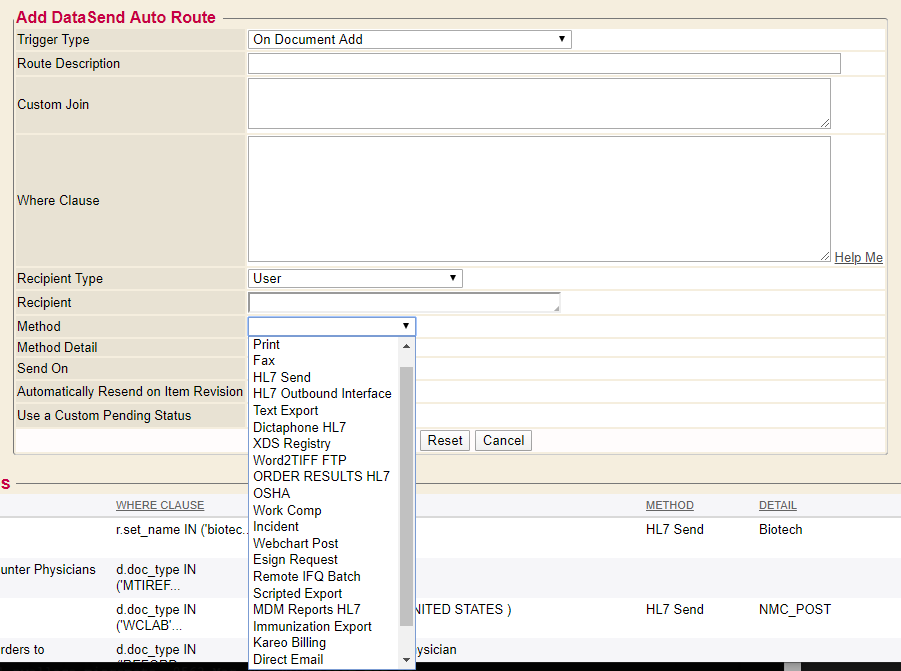 Add DataSend Auto Route
Trigger Type
On Document Add
Route Description
Custom Join
Where Clause
Help Me
Recipient Type
User
Recipient
Method
Method Detail
Send On
Automatically Resend on Item Revision
Use a Custom Pending Status
Print
Fax
HL7 Send
HL7 Outbound Interface
Text Export
Dictaphone HL7
XDS Registry
Word2TIFF FTP
ORDER RESULTS HL7
OSHA
Work Comp
Incident
Webchart Post
Esign Request
Remote IFQ Batch
Scripted Export
MDM Reports HL7
Immunization Export
Kareo Billing
Direct Email
Reset Cancel
s
WHERE CLAUSE METHOD DETAIL
r.set_name IN ('biotec... HL7 Send Biotech
unter Physicians d.doc_type IN
('MTIREF...
d.doc_type IN NITED STATES ) HL7 Send NMC_POST
('WCLAB'...
rders to d.doc_type IN ysician